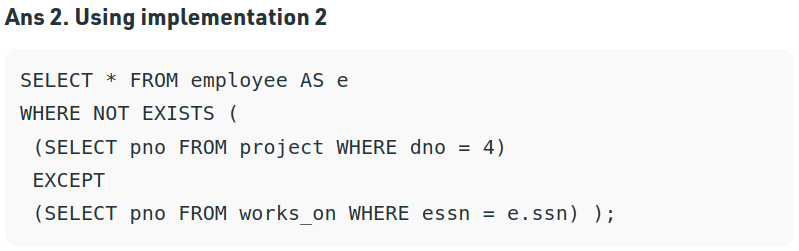 Ans 2. Using implementation 2
SELECT * FROM employee AS e
WHERE NOT EXISTS (
(SELECT pno FROM project WHERE dno = 4)
EXCEPT
(SELECT pno FROM works_on WHERE essn = e.ssn) );